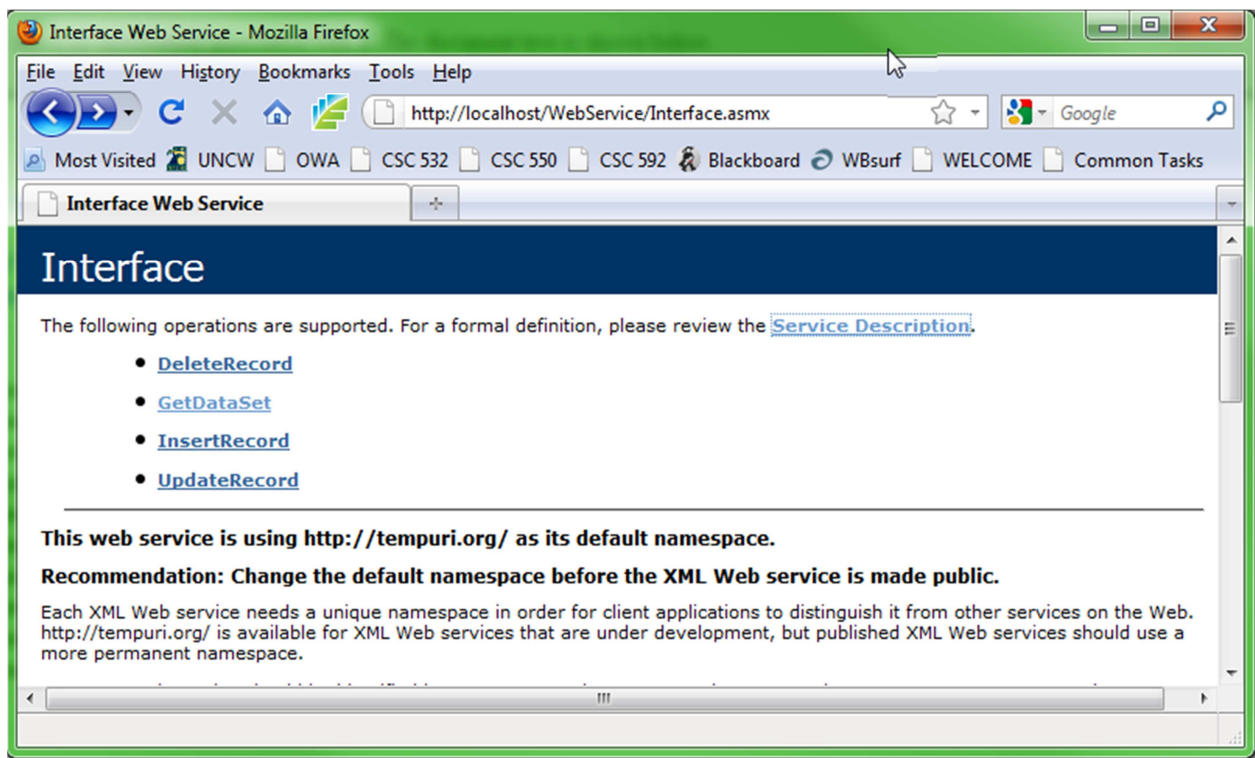 Interface Web Service - Mozilla Firefox
File Edit View History Bookmarks Tools Help
http://localhost/WebService/Interface.asmx Google
Most Visited UNCW OWA CSC 532 CSC 550 CSC 592 Blackboard WBsurf WELCOME Common Tasks
Interface Web Service
Interface
The following operations are supported. For a formal definition, please review the Service Description.
DeleteRecord
GetDataSet
InsertRecord
UpdateRecord
This web service is using http://tempuri.org/ as its default namespace.
Recommendation: Change the default namespace before the XML Web service is made public.
Each XML Web service needs a unique namespace in order for client applications to distinguish it from other services on the Web.
http://tempuri.org/ is available for XML Web services that are under development, but published XML Web services should use a
more permanent namespace.